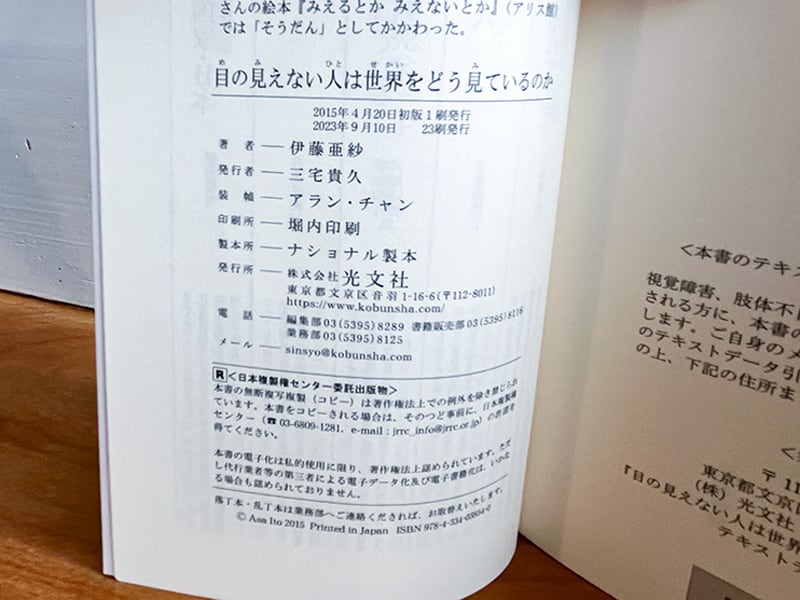 さんの絵本『みえるとか みえないとか』（アリス館）
では「そうだん」としてかかわった。
目の見えない人は世界をどう見ているのか
2015年4月20日初版1刷発行
2023年9月10日 23刷発行
著 者 ── 伊藤亜紗
発行者 ── 三宅貴久
装 幀 ── アラン・チャン
印刷所 ── 堀内印刷
製本所 ── ナショナル製本
発行所 ── 株式会社 光文社
東京都文京区音羽1-16-6(〒112-8011)
https://www.kobunsha.com/
電 話 ── 編集部03(5395)8289 書籍販売部03(5395)8116
業務部03(5395)8125
メール ── sinsyo@kobunsha.com
R＜日本複製権センター委託出版物＞
本書の無断複写複製（コピー）は著作権法上での例外を除き禁じられ
ています。本書をコピーされる場合は、そのつど事前に、日本複製権
センター（☎03-6809-1281、e-mail : jrrc_info@jrrc.or.jp）の許諾を
得てください。
本書の電子化は私的使用に限り、著作権法上認められています。ただ
し代行業者等の第三者による電子データ化及び電子書籍化は、いかな
る場合も認められておりません。
落丁本・乱丁本は業務部へご連絡くだされば、お取替えいたします。
© Asa Ito 2015 Printed in Japan ISBN 978-4-334-03854-0
＜本書のテキス
視覚障害、肢体不
される方に、本書の
します。ご自身のメ
のテキストデータ引
の上、下記の住所ま
〒11
東京都文京
（株）光文社
『目の見えない人は世界
テキストデ